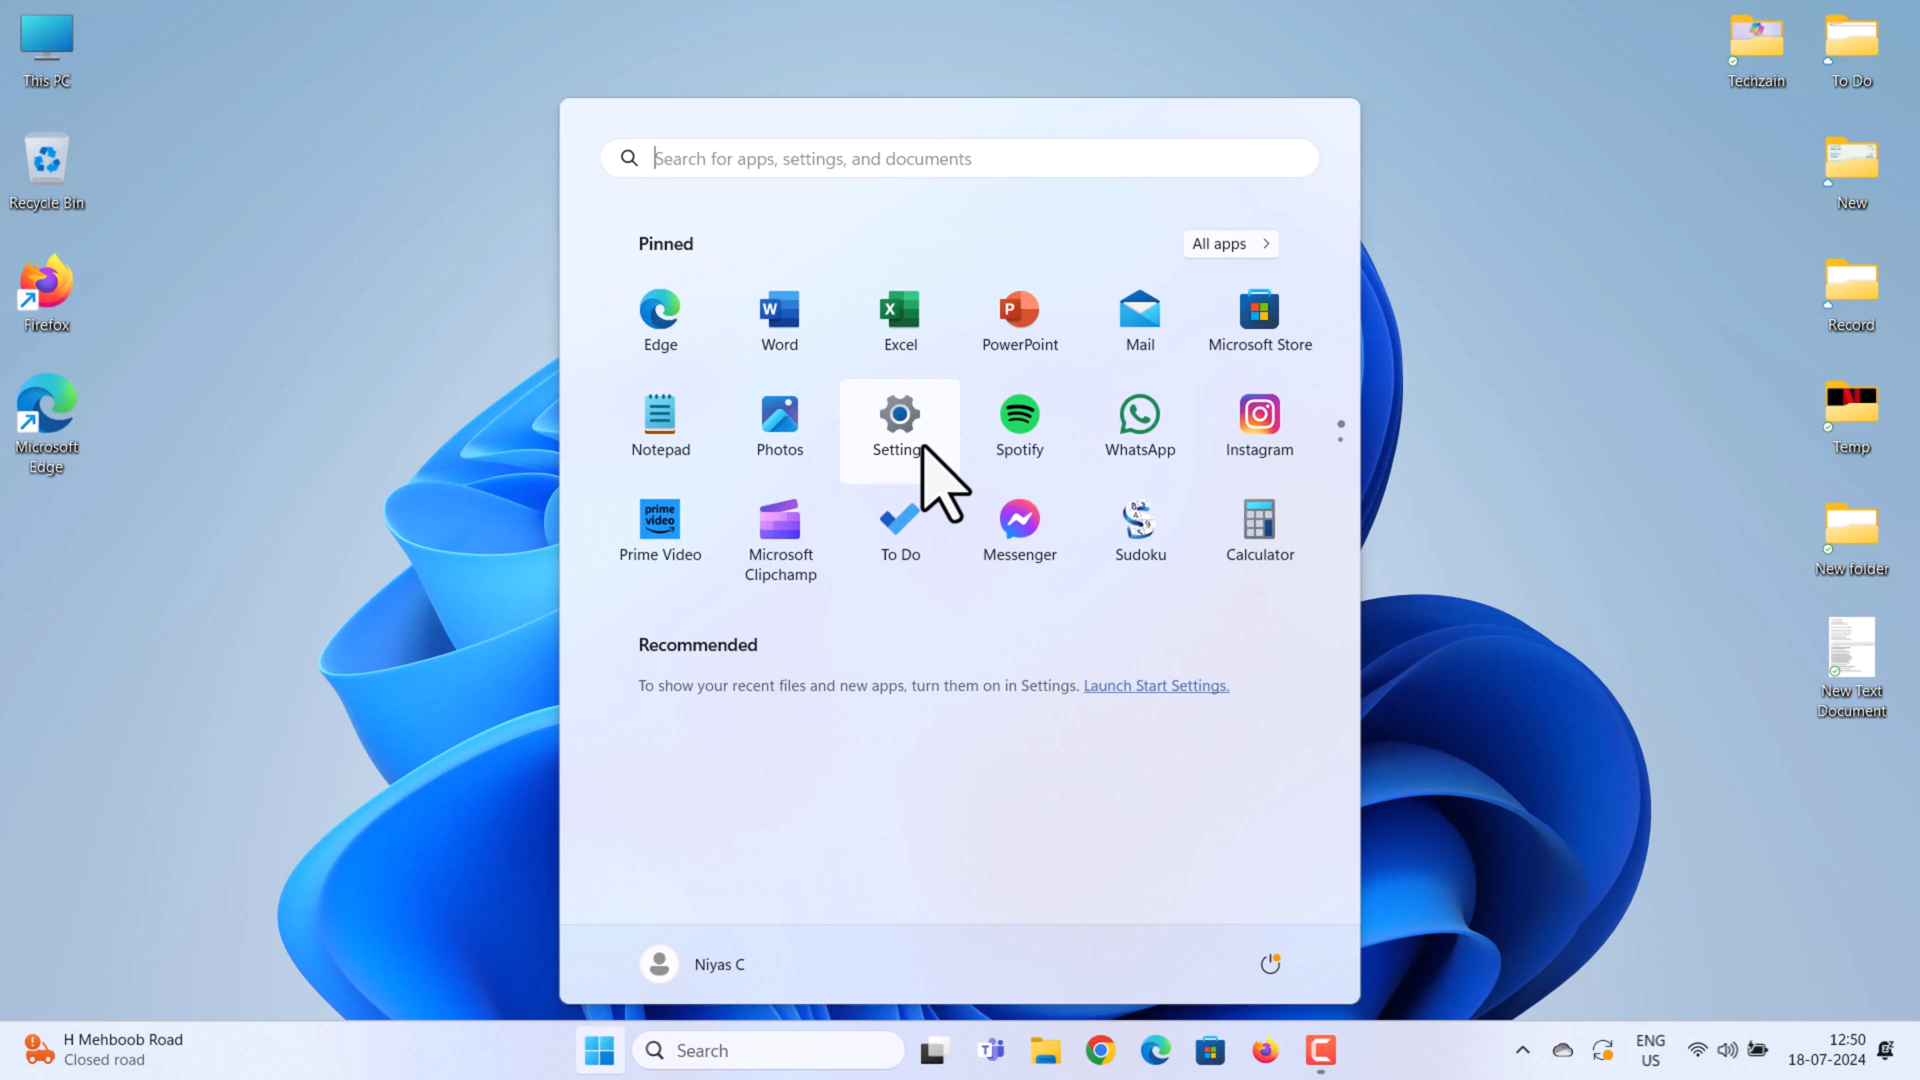 This PC
Recycle Bin
Firefox
Microsoft
Edge
Search for apps, settings, and documents
Pinned
All apps
Edge
Word
Excel
PowerPoint
Mail
Microsoft Store
Notepad
Photos
Setting
Spotify
WhatsApp
Instagram
prime
video
Prime Video
Microsoft
Clipchamp
To Do
Messenger
Sudoku
Calculator
Recommended
To show your recent files and new apps, turn them on in Settings. Launch Start Settings.
Niyas C
Techzain
To Do
New
Record
Temp
New folder
New Text
Document
H Mehboob Road
Closed road
Search
ENG
US
12:50
18-07-2024